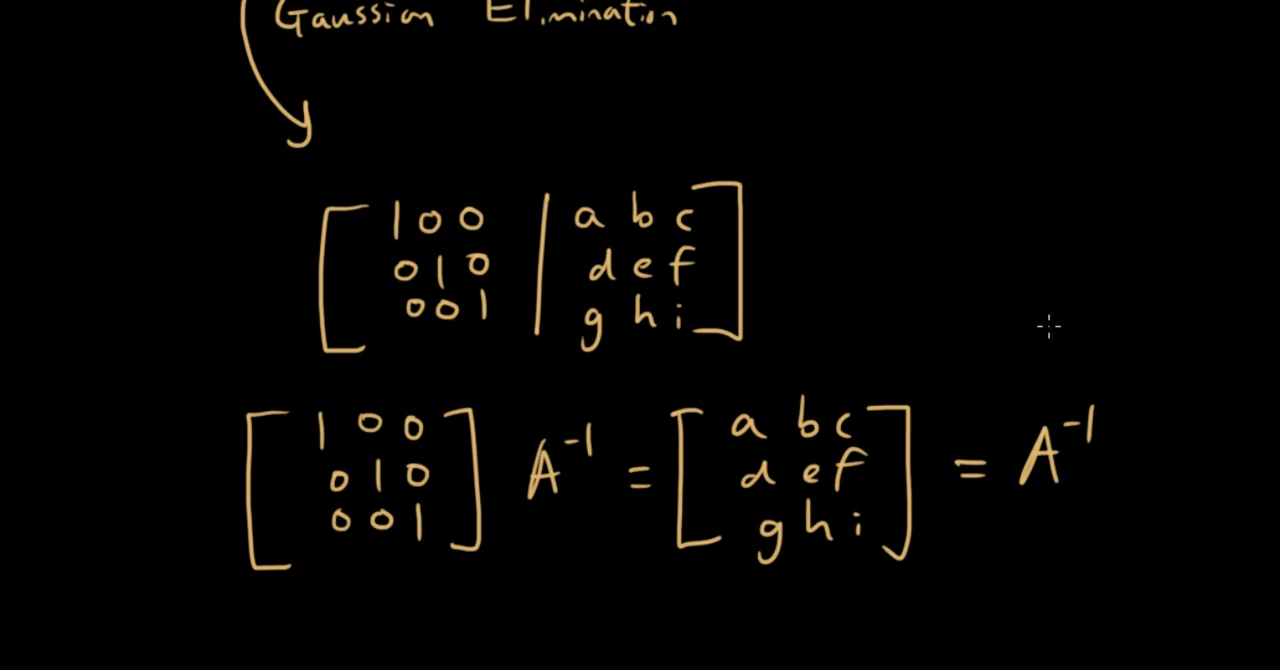 Gaussian Elimination
[ 1 0 0 | a b c ]
0 1 0 | d e f
0 0 1 | g h i
[ 1 0 0 ] A⁻¹ = [ a b c ] = A⁻¹
0 1 0 d e f
0 0 1 g h i